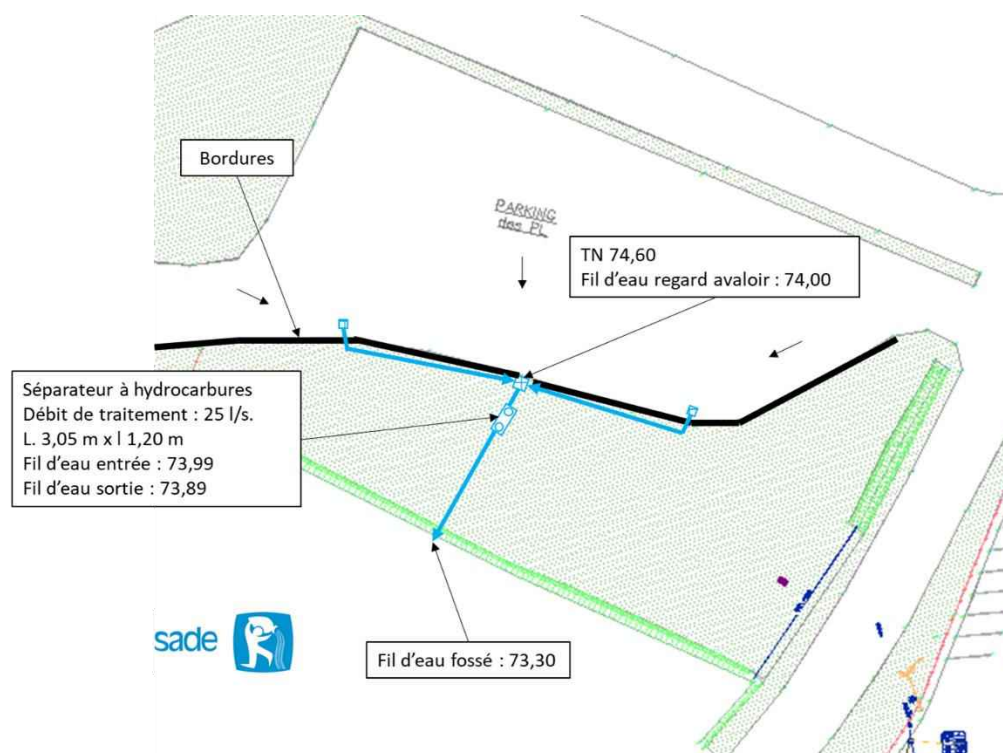 Bordures
PARKING
des PL
TN 74,60
Fil d’eau regard avaloir : 74,00
Séparateur à hydrocarbures
Débit de traitement : 25 l/s.
L. 3,05 m x l 1,20 m
Fil d’eau entrée : 73,99
Fil d’eau sortie : 73,89
Fil d’eau fossé : 73,30
sade